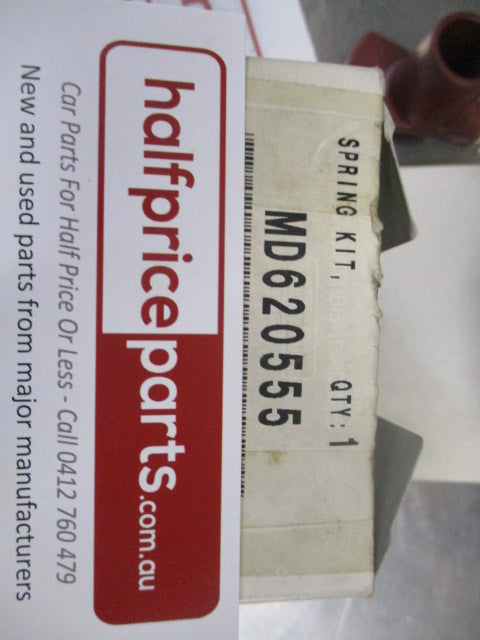 SPRING KIT, QTY:1
MD620555
halfpriceparts.com.au
Car Parts For Half Price Or Less - Call 0412 760 479
New and used parts from major manufacturers